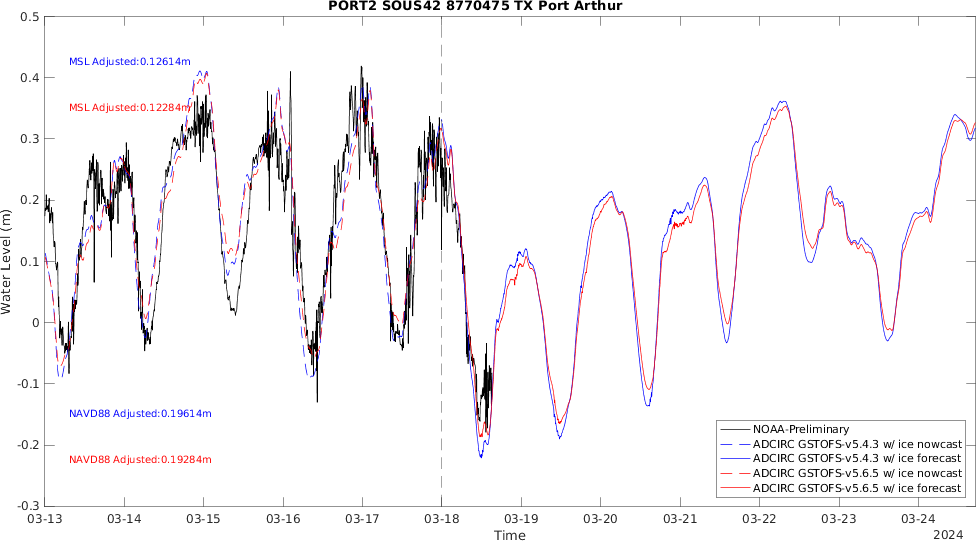 PORT2 SOUS42 8770475 TX Port Arthur
Water Level (m)
0.5
0.4
0.3
0.2
0.1
0
-0.1
-0.2
-0.3
MSL Adjusted:0.12614m
MSL Adjusted:0.12284m
NAVD88 Adjusted:0.19614m
NAVD88 Adjusted:0.19284m
NOAA-Preliminary
ADCIRC GSTOFS-v5.4.3 w/ ice nowcast
ADCIRC GSTOFS-v5.4.3 w/ ice forecast
ADCIRC GSTOFS-v5.6.5 w/ ice nowcast
ADCIRC GSTOFS-v5.6.5 w/ ice forecast
03-13 03-14 03-15 03-16 03-17 03-18 03-19 03-20 03-21 03-22 03-23 03-24
Time
2024